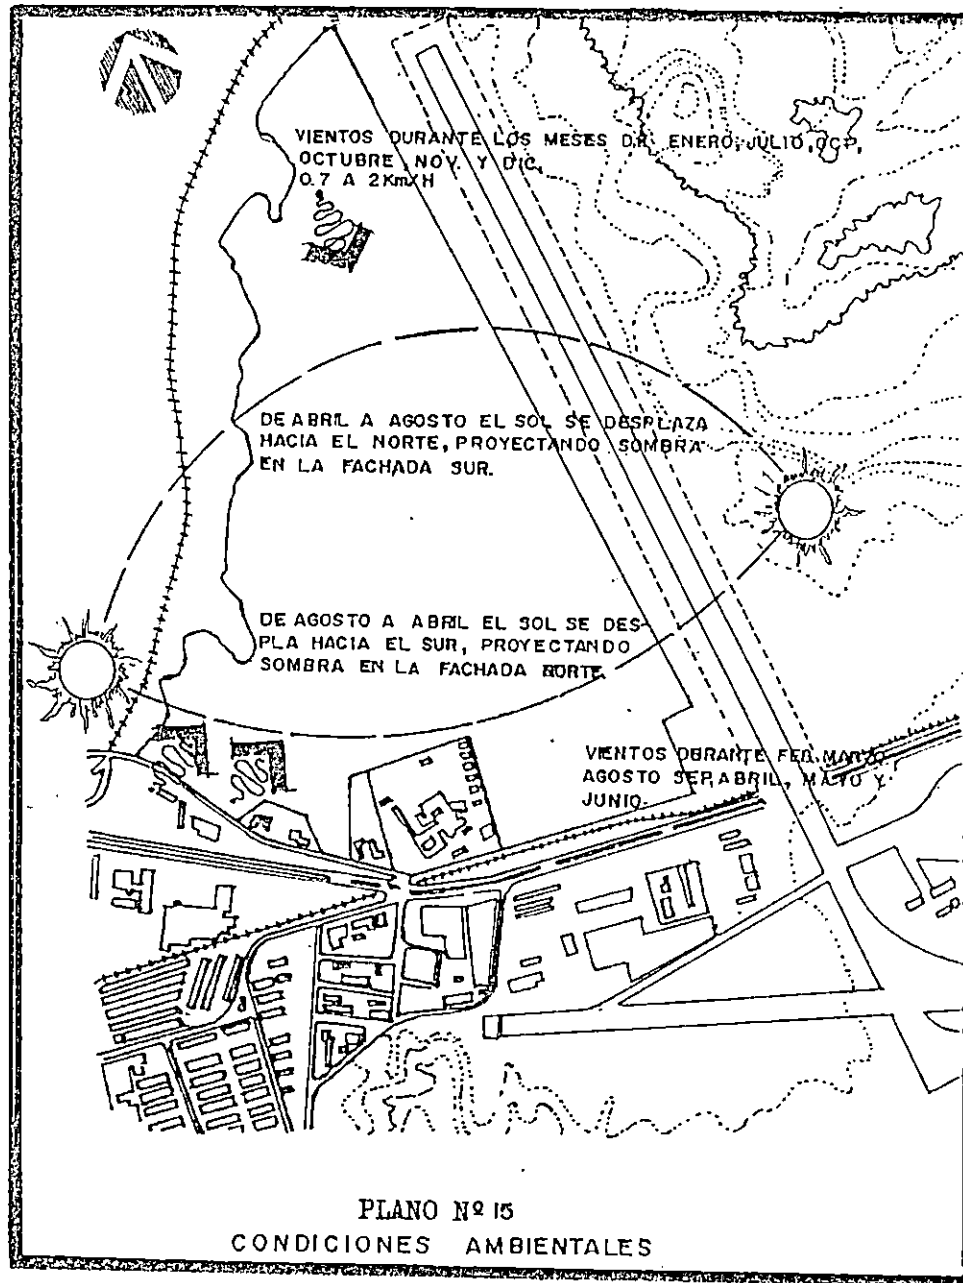 VIENTOS DURANTE LOS MESES DE ENERO, JULIO, OCT,
OCTUBRE, NOV. Y DIC.
0.7 A 2Km/H
DE ABRIL A AGOSTO EL SOL SE DESPLAZA
HACIA EL NORTE, PROYECTANDO SOMBRA
EN LA FACHADA SUR.
DE AGOSTO A ABRIL EL SOL SE DES-
PLA HACIA EL SUR, PROYECTANDO
SOMBRA EN LA FACHADA NORTE.
VIENTOS DURANTE FEB. MARZO,
AGOSTO SEP. ABRIL, MAYO Y
JUNIO.
PLANO Nº 15
CONDICIONES AMBIENTALES